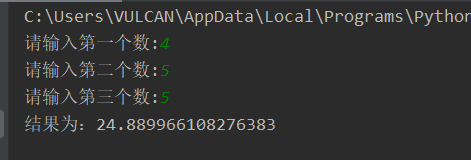 C:\Users\VULCAN\AppData\Local\Programs\Python
请输入第一个数:4
请输入第二个数:5
请输入第三个数:5
结果为：24.889966108276383